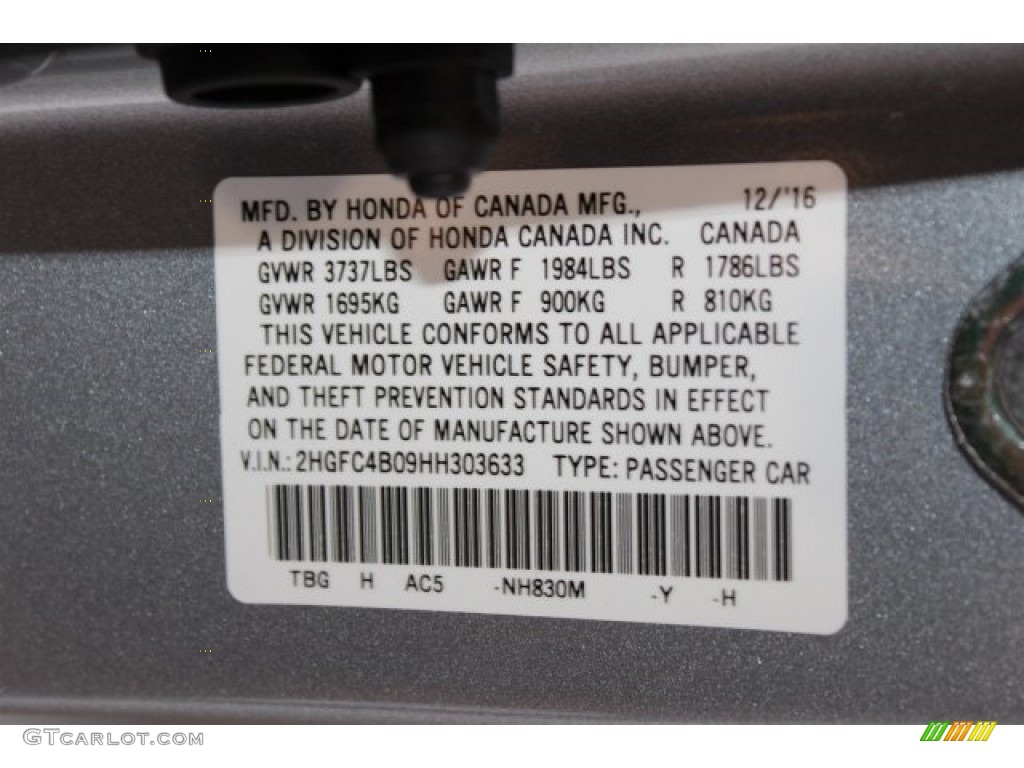 MFD. BY HONDA OF CANADA MFG., 12/'16
A DIVISION OF HONDA CANADA INC. CANADA
GVWR 3737LBS GAWR F 1984LBS R 1786LBS
GVWR 1695KG GAWR F 900KG R 810KG
THIS VEHICLE CONFORMS TO ALL APPLICABLE
FEDERAL MOTOR VEHICLE SAFETY, BUMPER,
AND THEFT PREVENTION STANDARDS IN EFFECT
ON THE DATE OF MANUFACTURE SHOWN ABOVE.
V.I.N.: 2HGFC4B09HH303633 TYPE: PASSENGER CAR
TBG H AC5 -NH830M -Y -H
GTCarLot.com